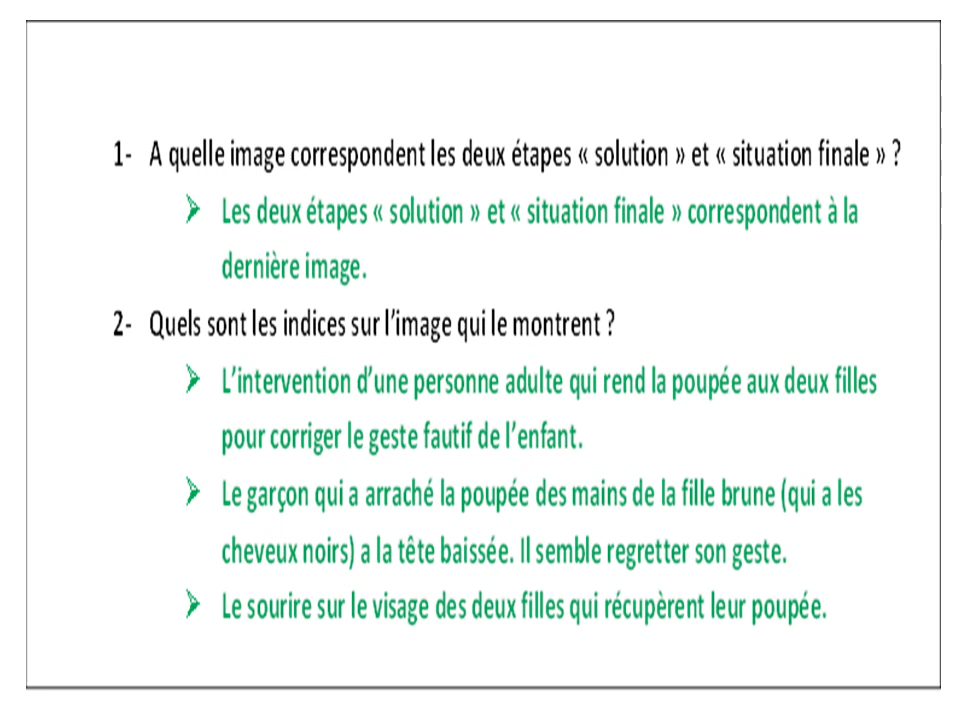 1- A quelle image correspondent les deux étapes « solution » et « situation finale » ?
➢ Les deux étapes « solution » et « situation finale » correspondent à la
dernière image.
2- Quels sont les indices sur l’image qui le montrent ?
➢ L’intervention d’une personne adulte qui rend la poupée aux deux filles
pour corriger le geste fautif de l’enfant.
➢ Le garçon qui a arraché la poupée des mains de la fille brune (qui a les
cheveux noirs) a la tête baissée. Il semble regretter son geste.
➢ Le sourire sur le visage des deux filles qui récupèrent leur poupée.